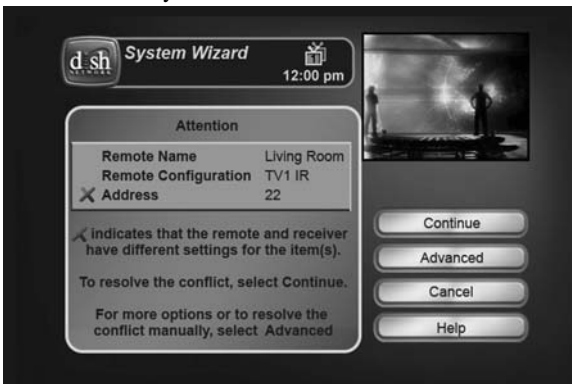 dish
NETWORK
System Wizard
12:00 pm
Attention
Remote Name Living Room
Remote Configuration TV1 IR
X Address 22
X indicates that the remote and receiver
have different settings for the item(s).
To resolve the conflict, select Continue.
For more options or to resolve the
conflict manually, select Advanced
Continue
Advanced
Cancel
Help